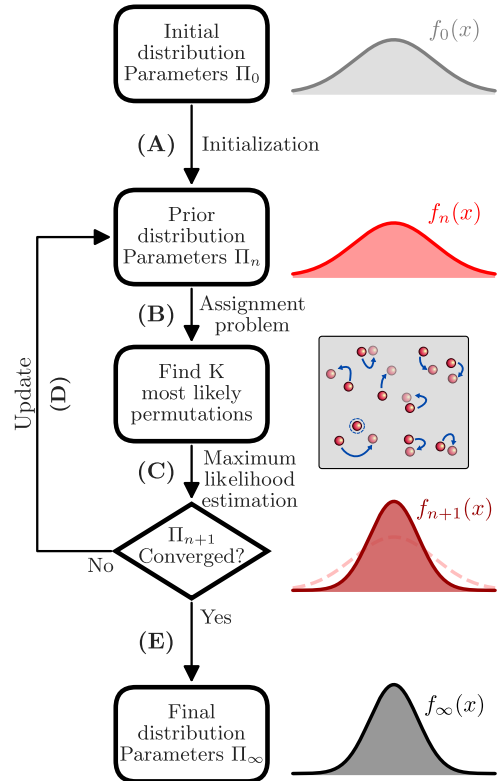 Initial
distribution
Parameters Π₀
f₀(x)
(A)
Initialization
Prior
distribution
Parameters Πₙ
fₙ(x)
(B)
Assignment
problem
Find K
most likely
permutations
Update
(D)
(C)
Maximum
likelihood
estimation
Πₙ₊₁
Converged?
fₙ₊₁(x)
No
Yes
(E)
Final
distribution
Parameters Π∞
f∞(x)